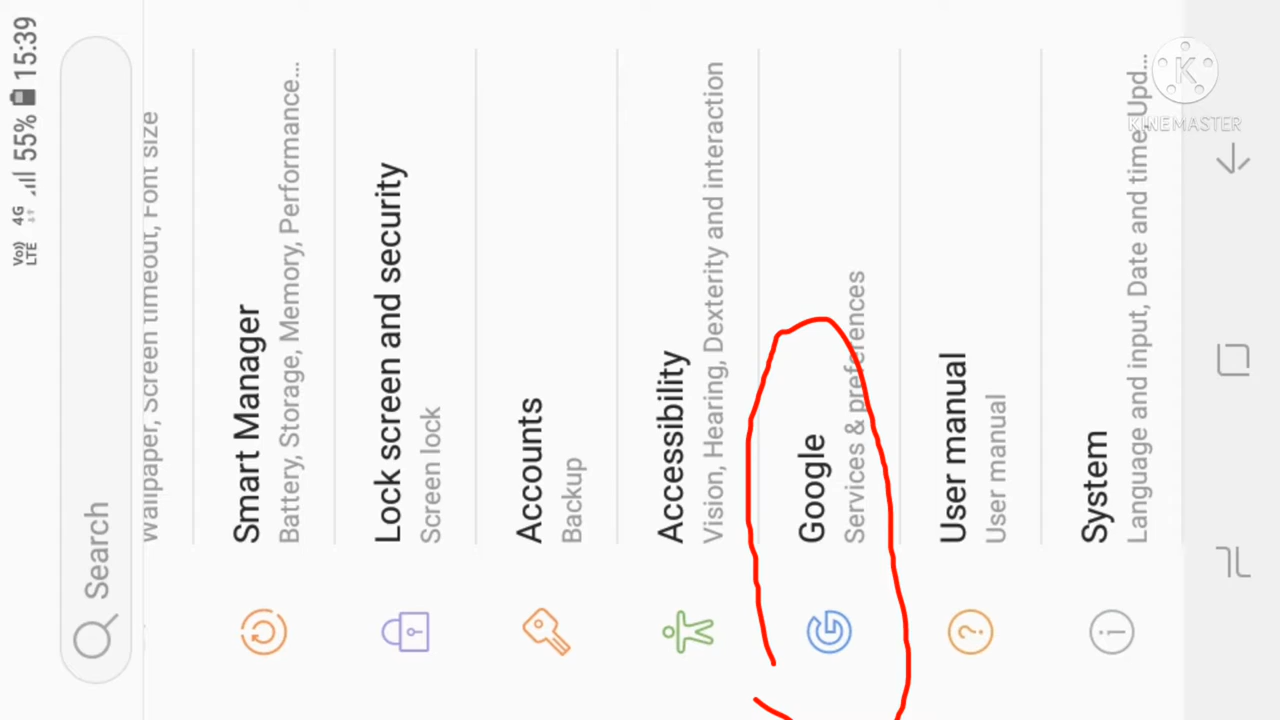 Vo)) LTE 4G 55% 15:39
Search
Wallpaper, Screen timeout, Font size
Smart Manager
Battery, Storage, Memory, Performance...
Lock screen and security
Screen lock
Accounts
Backup
Accessibility
Vision, Hearing, Dexterity and interaction
Google
Services & preferences
User manual
User manual
System
Language and input, Date and time, Upd...
K
KINEMASTER